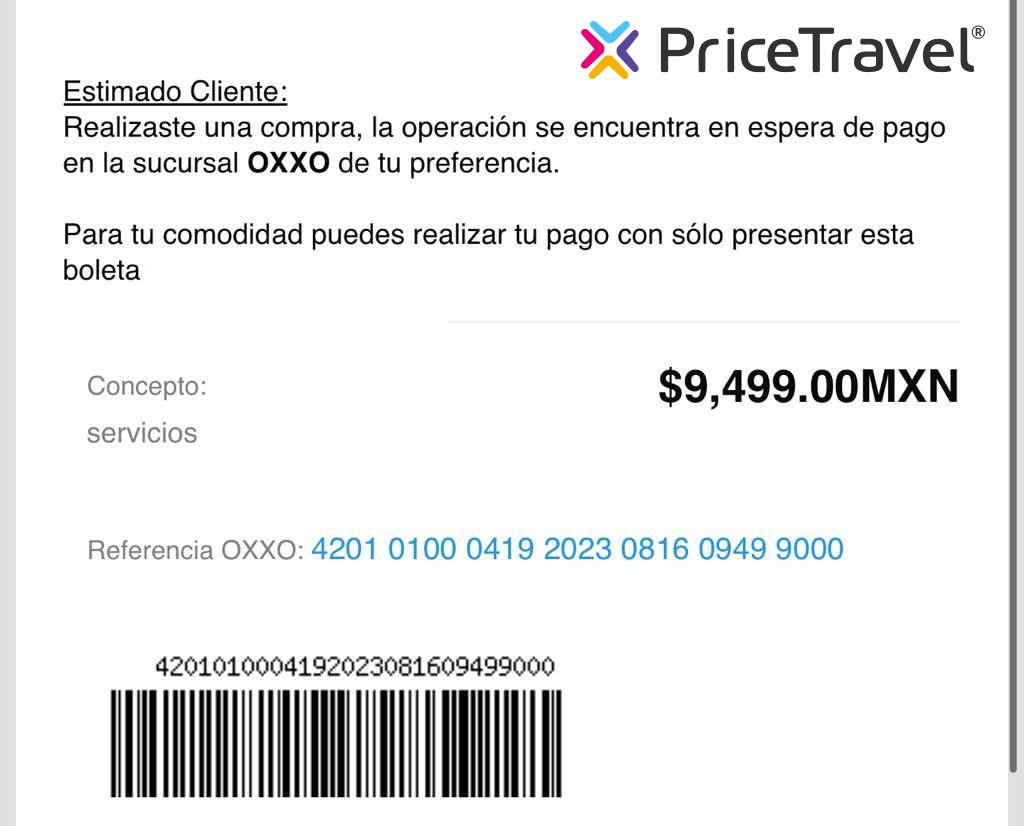 PriceTravel®
Estimado Cliente:
Realizaste una compra, la operación se encuentra en espera de pago
en la sucursal OXXO de tu preferencia.
Para tu comodidad puedes realizar tu pago con sólo presentar esta
boleta
Concepto:
$9,499.00MXN
servicios
Referencia OXXO: 4201 0100 0419 2023 0816 0949 9000
4201010004192023081609499000